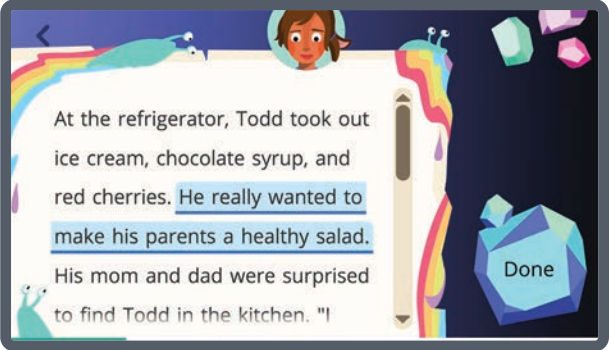 At the refrigerator, Todd took out
ice cream, chocolate syrup, and
red cherries. He really wanted to
make his parents a healthy salad.
His mom and dad were surprised
to find Todd in the kitchen. "I
Done